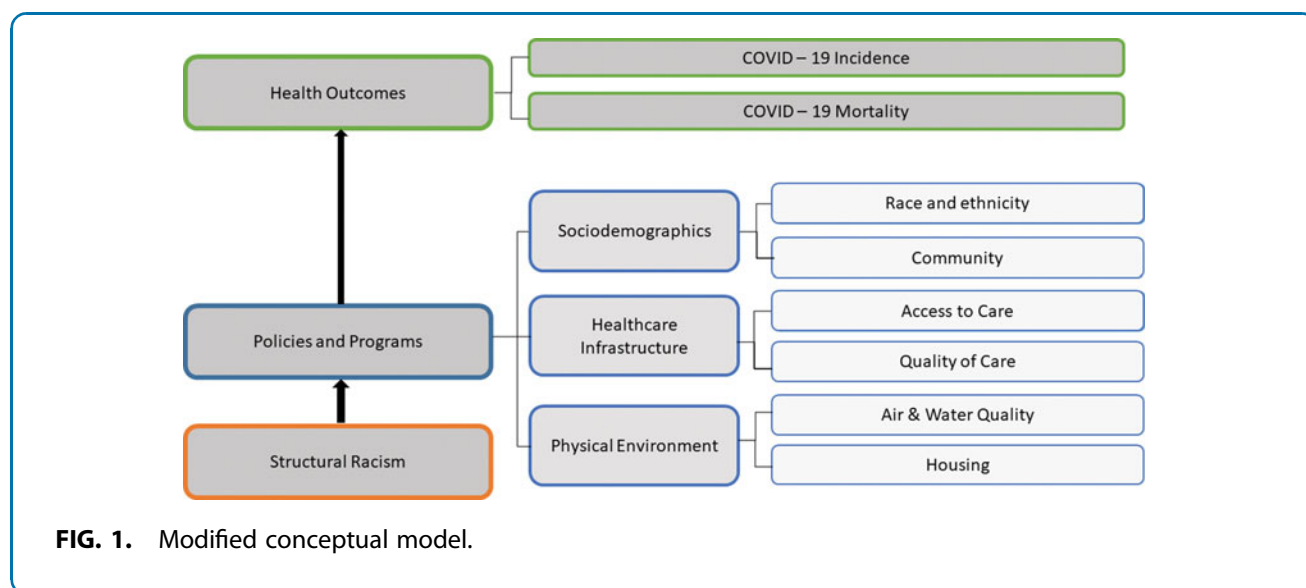 Health Outcomes
COVID – 19 Incidence
COVID – 19 Mortality
Policies and Programs
Structural Racism
Sociodemographics
Race and ethnicity
Community
Healthcare
Infrastructure
Access to Care
Quality of Care
Physical Environment
Air & Water Quality
Housing
FIG. 1. Modified conceptual model.